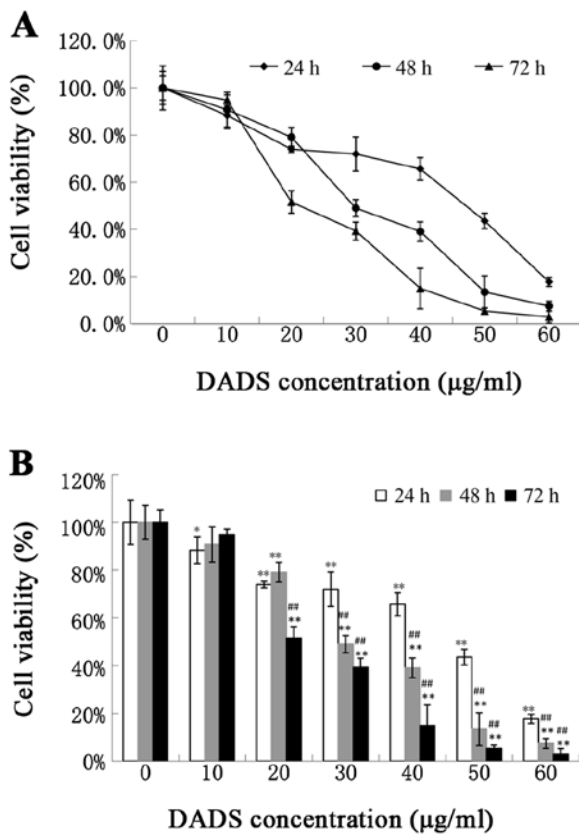 A
120.0%
100.0%
80.0%
60.0%
40.0%
20.0%
0.0%
Cell viability (%)
24 h 48 h 72 h
0 10 20 30 40 50 60
DADS concentration (µg/ml)
B
120%
100%
80%
60%
40%
20%
0%
Cell viability (%)
24 h 48 h 72 h
*
** **
## **
**
## **
## **
**
## **
## **
**
## **
## **
**
## **
## **
0 10 20 30 40 50 60
DADS concentration (µg/ml)